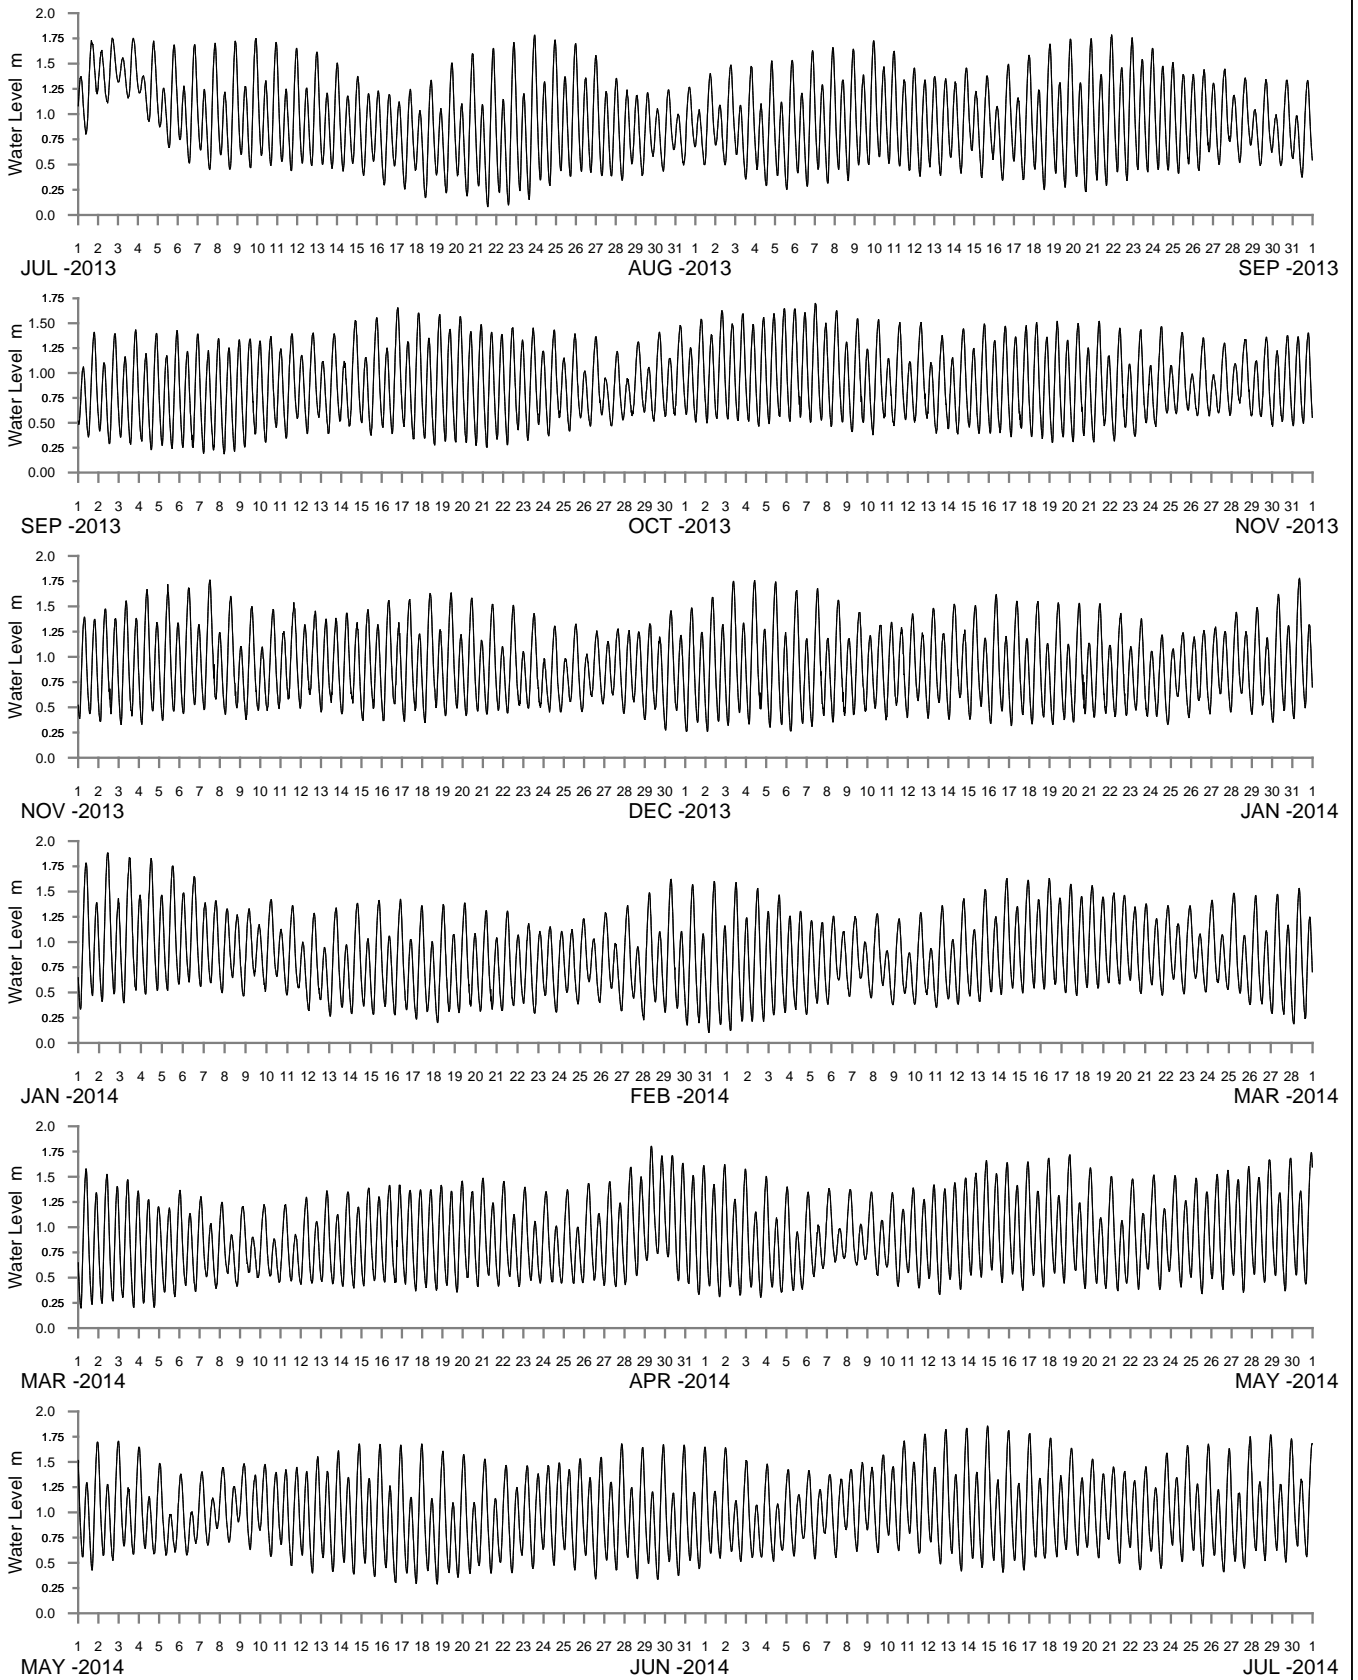 2.0
1.75
1.5
1.25
1.0
0.75
0.5
0.25
0.0
Water Level m
1 2 3 4 5 6 7 8 9 10 11 12 13 14 15 16 17 18 19 20 21 22 23 24 26 27 28 29 30 31 1 2 3 4 5 6 7 8 9 10 11 12 13 14 15 16 17 18 19 20 21 22 23 24 25 26 27 28 29 30 31 1
JUL -2013 AUG -2013 SEP -2013
1.75
1.50
1.25
1.00
0.75
0.50
0.25
0.00
Water Level m
1 2 3 4 5 6 7 8 9 10 11 12 13 14 15 16 17 18 19 20 21 22 23 24 25 26 27 28 29 30 1 2 3 4 5 6 7 8 9 10 11 12 13 14 15 16 17 18 19 20 21 22 23 24 25 26 27 28 29 30 31 1
SEP -2013 OCT -2013 NOV -2013
2.0
1.75
1.5
1.25
1.0
0.75
0.5
0.25
0.0
Water Level m
1 2 3 4 5 6 7 8 9 10 11 12 13 14 15 16 17 18 19 20 21 22 23 24 25 26 27 28 29 30 1 2 3 4 5 6 7 8 9 10 11 12 13 14 15 16 17 18 19 20 21 22 23 24 25 26 27 28 29 30 31 1
NOV -2013 DEC -2013 JAN -2014
2.0
1.75
1.5
1.25
1.0
0.75
0.5
0.25
0.0
Water Level m
1 2 3 4 5 6 7 8 9 10 11 12 13 14 15 16 17 18 19 20 21 22 23 24 25 26 27 28 29 30 31 1 2 3 4 5 6 7 8 9 10 11 12 13 14 15 16 17 18 19 20 21 22 23 24 25 26 27 28 1
JAN -2014 FEB -2014 MAR -2014
2.0
1.75
1.5
1.25
1.0
0.75
0.5
0.25
0.0
Water Level m
1 2 3 4 5 6 7 8 9 10 11 12 13 14 15 16 17 18 19 20 21 22 23 24 25 26 27 28 29 30 31 1 2 3 4 5 6 7 8 9 10 11 12 13 14 15 16 17 18 19 20 21 22 23 24 25 26 27 28 29 30 1
MAR -2014 APR -2014 MAY -2014
2.0
1.75
1.5
1.25
1.0
0.75
0.5
0.25
0.0
Water Level m
1 2 3 4 5 6 7 8 9 10 11 12 13 14 15 16 17 18 19 20 21 22 23 24 25 26 27 28 29 30 31 1 2 3 4 5 6 7 8 9 10 11 12 13 14 15 16 17 18 19 20 21 22 23 24 25 26 27 28 29 30 1
MAY -2014 JUN -2014 JUL -2014